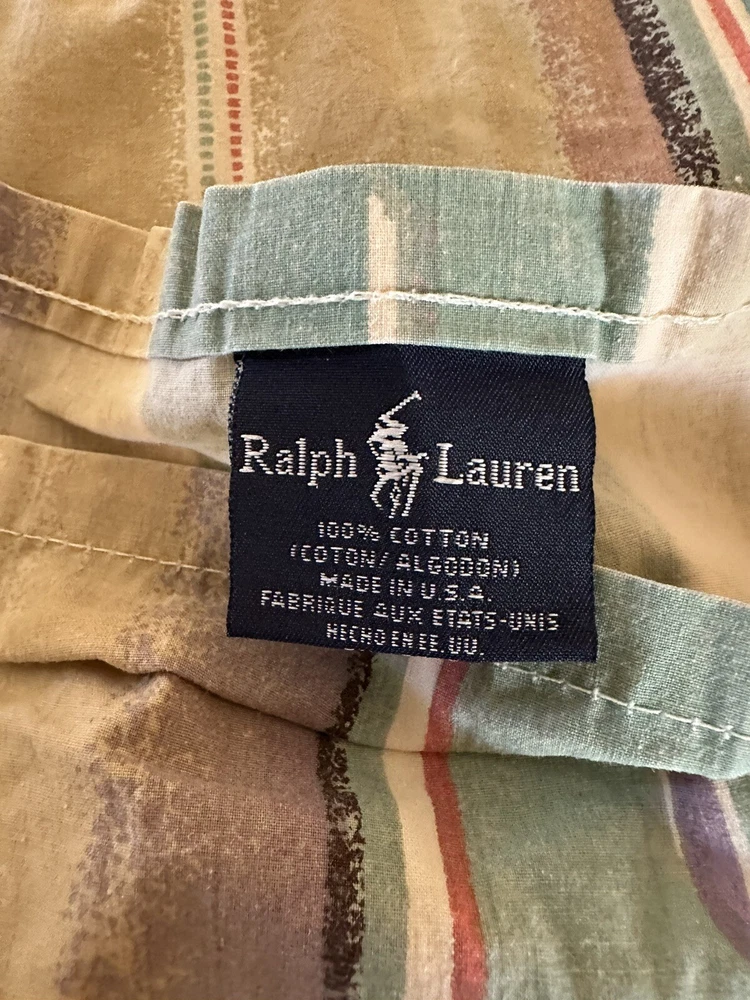 Ralph Lauren
100% COTTON
(COTON/ALGODON)
MADE IN U.S.A.
FABRIQUE AUX ETATS-UNIS
HECHO EN EE.UU.